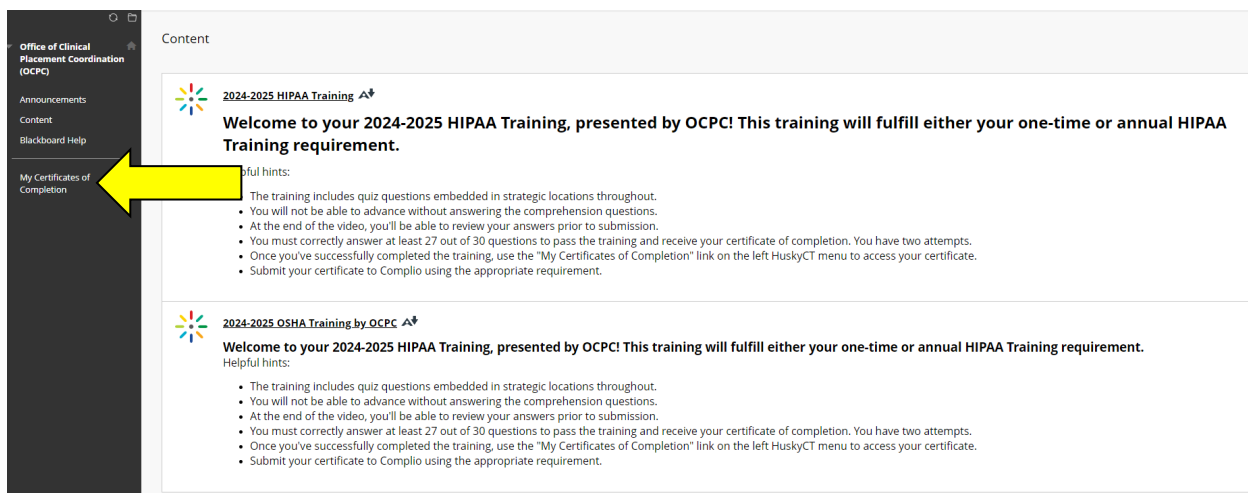 Office of Clinical
Placement Coordination
(OCPC)
Announcements
Content
Blackboard Help
My Certificates of
Completion
Content
2024-2025 HIPAA Training
Welcome to your 2024-2025 HIPAA Training, presented by OCPC! This training will fulfill either your one-time or annual HIPAA
Training requirement.
pful hints:
The training includes quiz questions embedded in strategic locations throughout.
• You will not be able to advance without answering the comprehension questions.
• At the end of the video, you'll be able to review your answers prior to submission.
• You must correctly answer at least 27 out of 30 questions to pass the training and receive your certificate of completion. You have two attempts.
• Once you've successfully completed the training, use the "My Certificates of Completion" link on the left HuskyCT menu to access your certificate.
• Submit your certificate to Complio using the appropriate requirement.
2024-2025 OSHA Training by OCPC
Welcome to your 2024-2025 HIPAA Training, presented by OCPC! This training will fulfill either your one-time or annual HIPAA Training requirement.
Helpful hints:
• The training includes quiz questions embedded in strategic locations throughout.
• You will not be able to advance without answering the comprehension questions.
• At the end of the video, you'll be able to review your answers prior to submission.
• You must correctly answer at least 27 out of 30 questions to pass the training and receive your certificate of completion. You have two attempts.
• Once you've successfully completed the training, use the "My Certificates of Completion" link on the left HuskyCT menu to access your certificate.
• Submit your certificate to Complio using the appropriate requirement.